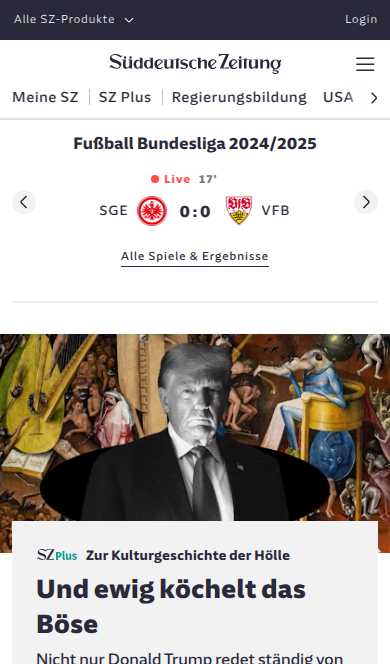 Alle SZ-Produkte
Login
Süddeutsche Zeitung
Meine SZ
SZ Plus
Regierungsbildung
USA
Fußball Bundesliga 2024/2025
Live 17'
SGE 0:0 VFB
Alle Spiele & Ergebnisse
SZ Plus Zur Kulturgeschichte der Hölle
Und ewig köchelt das
Böse
Nicht nur Donald Trump redet ständig von